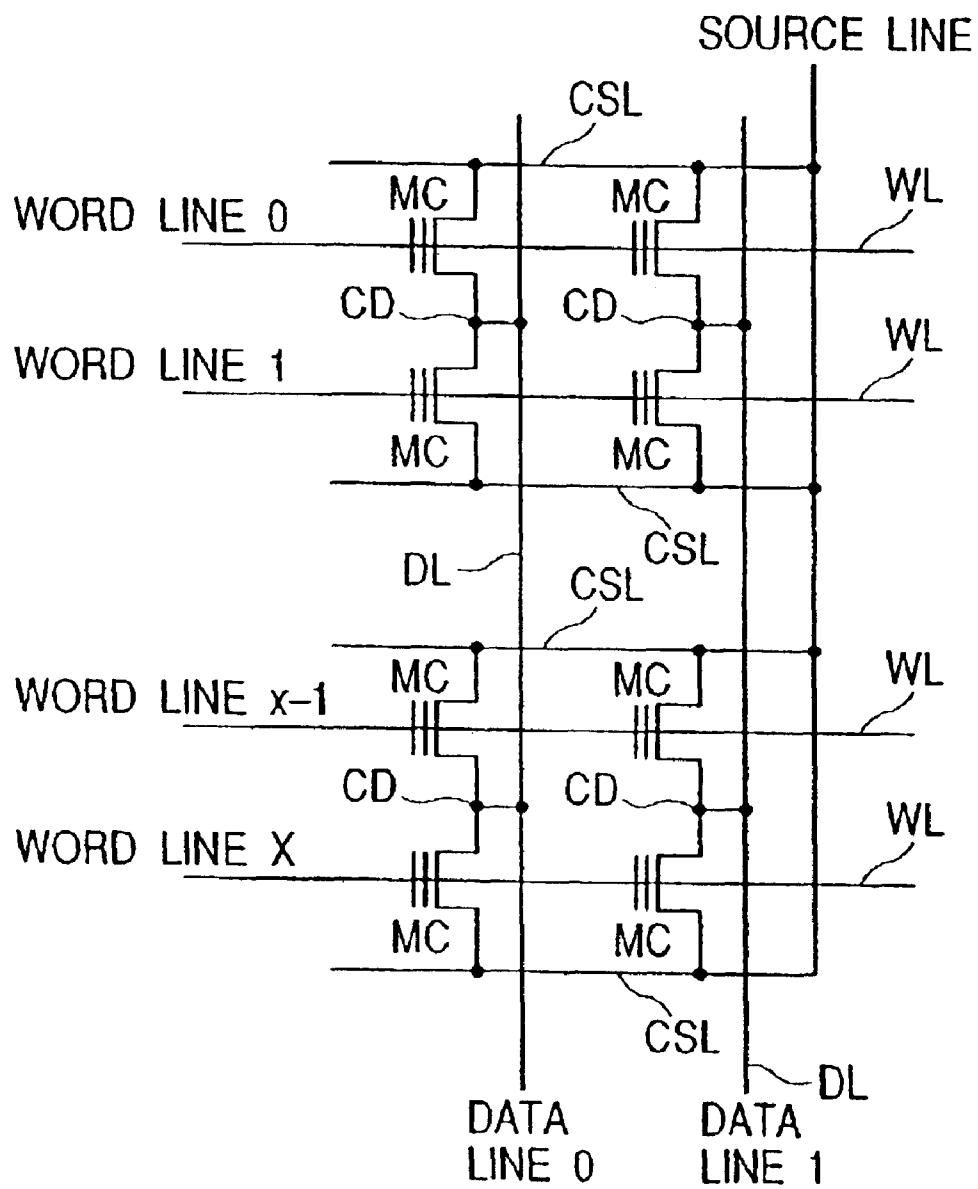 SOURCE LINE
CSL
MC MC WL
WORD LINE 0
CD CD
WORD LINE 1 WL
MC MC
CSL
DL CSL
MC MC WL
WORD LINE x-1
CD CD
WORD LINE X WL
MC MC
CSL
DL
DATA DATA
LINE 0 LINE 1